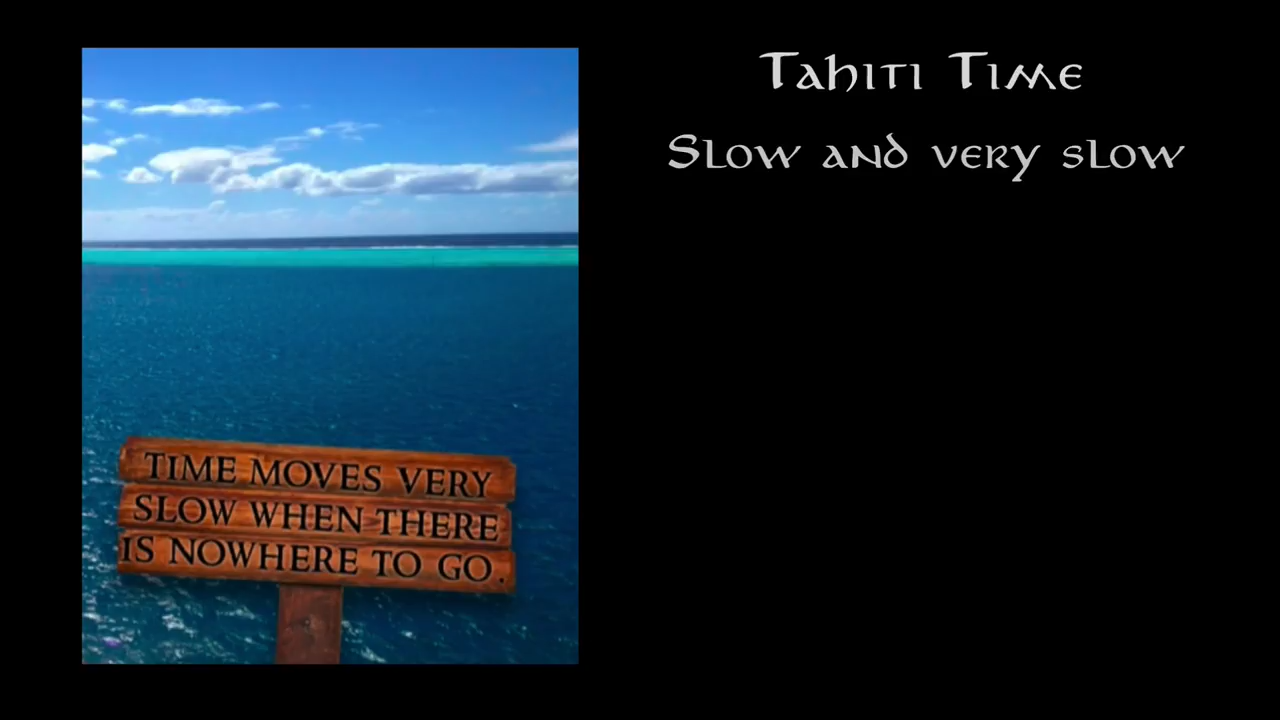 Tahiti Time
Slow and very slow
TIME MOVES VERY
SLOW WHEN THERE
IS NOWHERE TO GO.